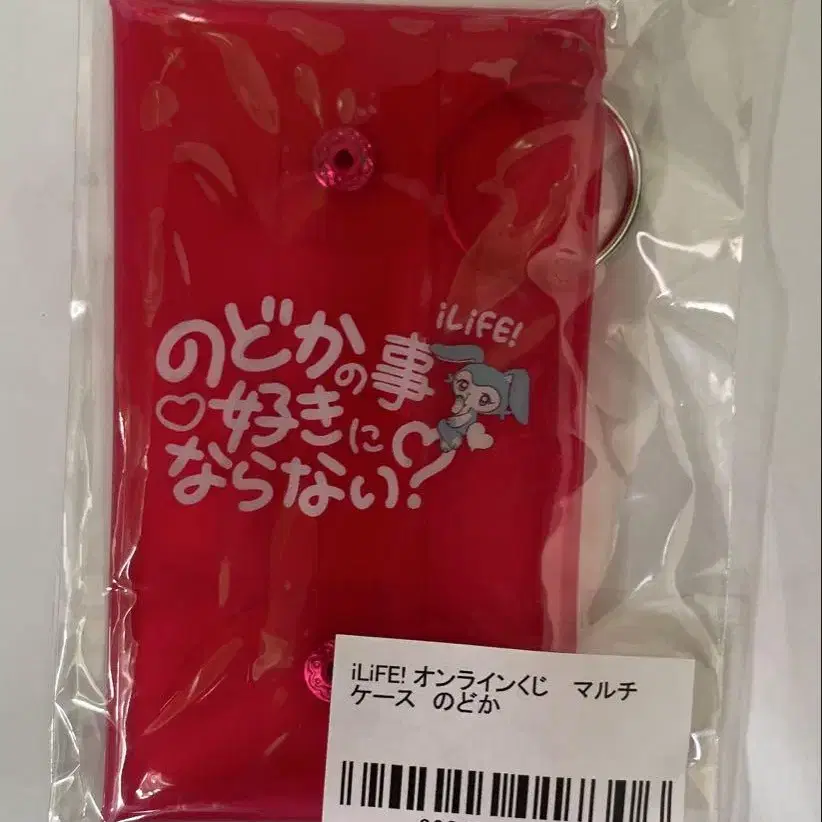 iLiFE!
のどかの事
♡好きに
ならない?
iLiFE! オンラインくじ　マルチ
ケース　のどか